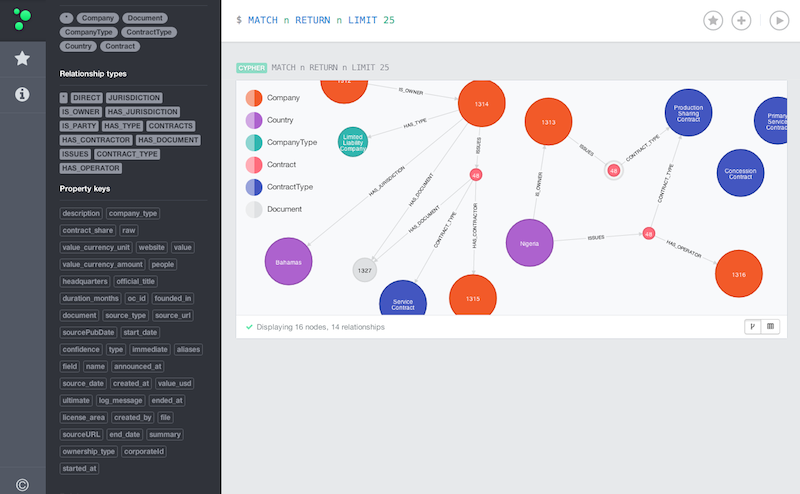 * Company Document
CompanyType ContractType
Country Contract
Relationship types
* DIRECT JURISDICTION
IS_OWNER HAS_JURISDICTION
IS_PARTY HAS_TYPE CONTRACTS
HAS_CONTRACTOR HAS_DOCUMENT
ISSUES CONTRACT_TYPE
HAS_OPERATOR
Property keys
description company_type
contract_share raw
value_currency_unit website value
value_currency_amount people
headquarters official_title
duration_months oc_id founded_in
document source_type source_url
sourcePubDate start_date
confidence type immediate aliases
field name announced_at
source_date created_at value_usd
ultimate log_message ended_at
license_area created_by file
sourceURL end_date summary
ownership_type corporateId
started_at
©
$ MATCH n RETURN n LIMIT 25
CYPHER MATCH n RETURN n LIMIT 25
Company
Country
CompanyType
Contract
ContractType
Document
1312
IS_OWNER
1314
HAS_TYPE
Limited
Liability
Company
HAS_JURISDICTION
HAS_DOCUMENT
ISSUES
48
HAS_DOCUMENT
CONTRACT_TYPE
HAS_CONTRACTOR
Bahamas
1327
Service
Contract
1315
1313
ISSUES
48
CONTRACT_TYPE
Production
Sharing
Contract
IS_OWNER
CONTRACT_TYPE
Nigeria
ISSUES
48
HAS_OPERATOR
1316
Primary
Service
Contract
Concession
Contract
Displaying 16 nodes, 14 relationships